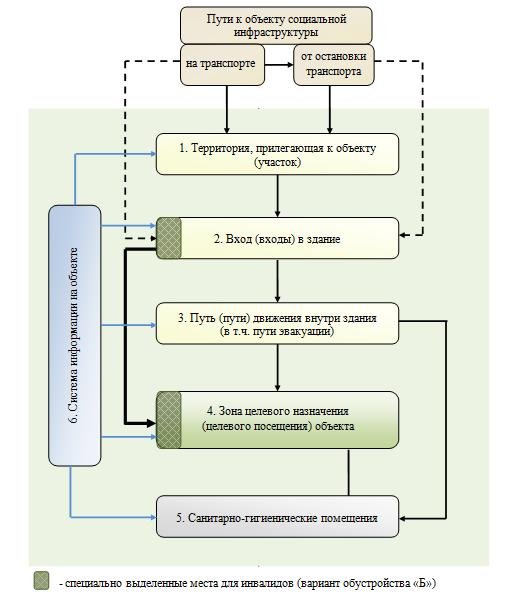 Пути к объекту социальной
инфраструктуры
на транспорте
от остановки
транспорта
1. Территория, прилегающая к объекту
(участок)
2. Вход (входы) в здание
3. Путь (пути) движения внутри здания
(в т.ч. пути эвакуации)
4. Зона целевого назначения
(целевого посещения) объекта
5. Санитарно-гигиенические помещения
6. Система информации на объекте
- специально выделенные места для инвалидов (вариант обустройства «Б»)